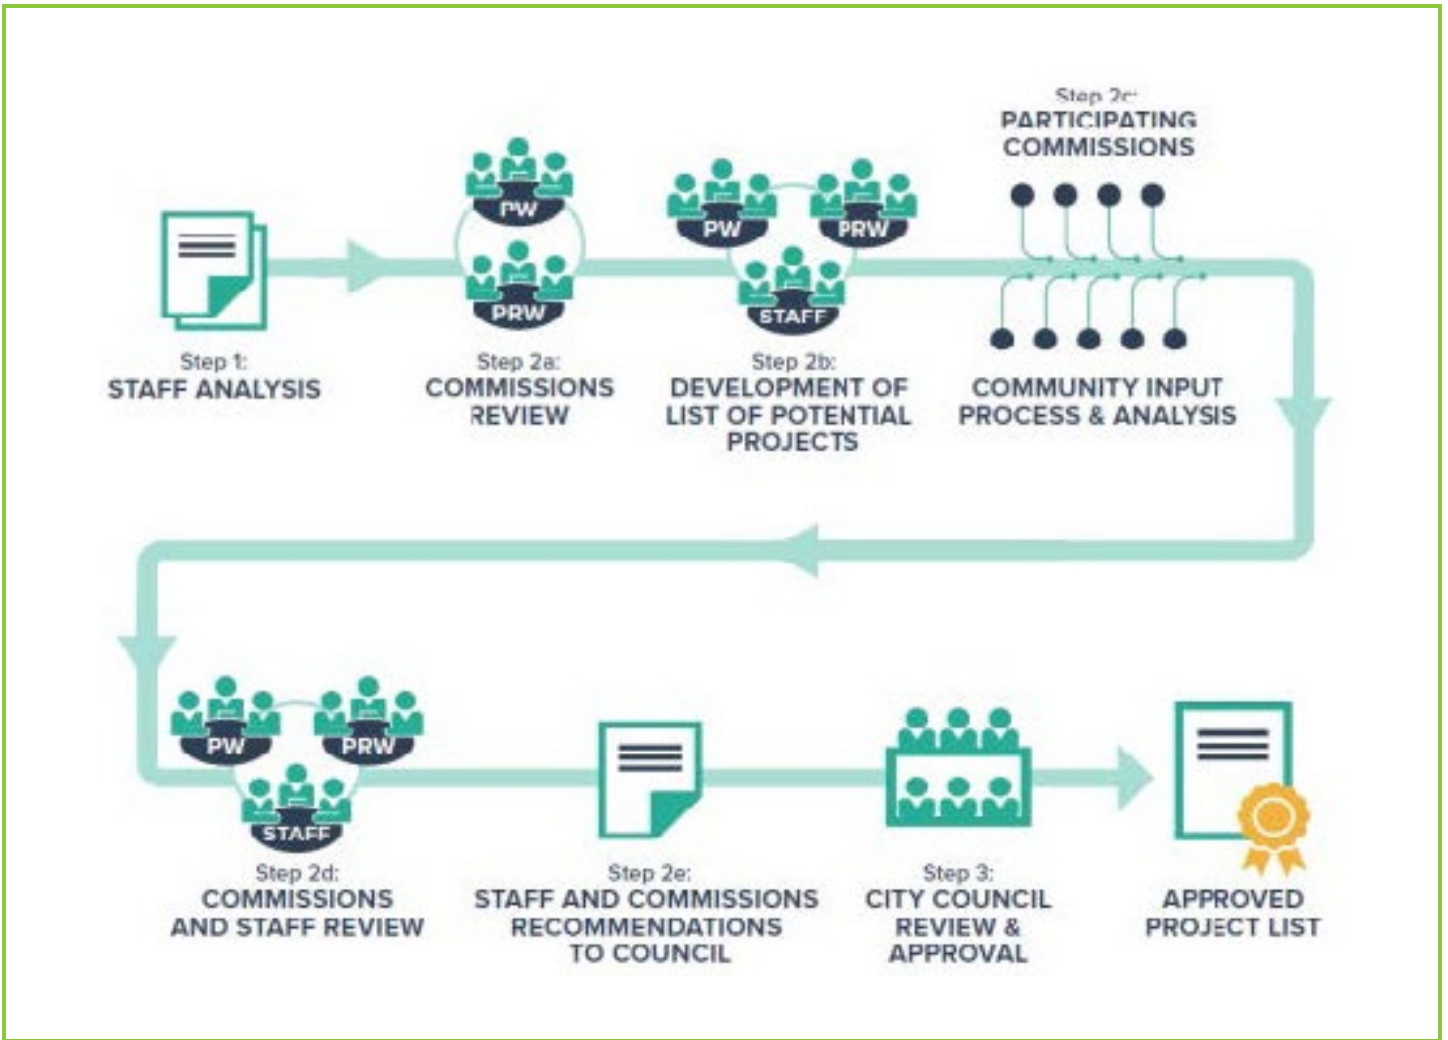 Step 2c:
PARTICIPATING
COMMISSIONS
PW
PRW
PW
PRW
STAFF
Step 1:
STAFF ANALYSIS
Step 2a:
COMMISSIONS
REVIEW
Step 2b:
DEVELOPMENT OF
LIST OF POTENTIAL
PROJECTS
COMMUNITY INPUT
PROCESS & ANALYSIS
PW
PRW
STAFF
Step 2d:
COMMISSIONS
AND STAFF REVIEW
Step 2e:
STAFF AND COMMISSIONS
RECOMMENDATIONS
TO COUNCIL
Step 3:
CITY COUNCIL
REVIEW &
APPROVAL
APPROVED
PROJECT LIST